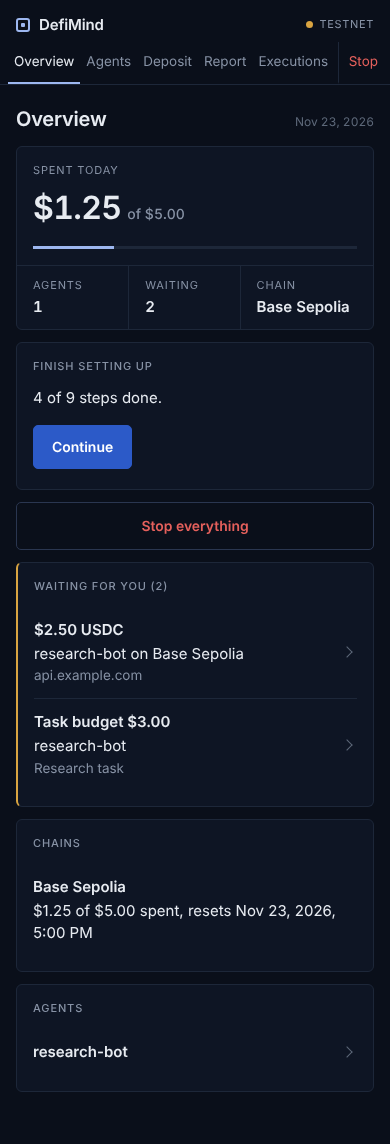 DefiMind
TESTNET
Overview Agents Deposit Report Executions Stop
Overview
Nov 23, 2026
SPENT TODAY
$1.25 of $5.00
AGENTS
1
WAITING
2
CHAIN
Base Sepolia
FINISH SETTING UP
4 of 9 steps done.
Continue
Stop everything
WAITING FOR YOU (2)
$2.50 USDC
research-bot on Base Sepolia
api.example.com
Task budget $3.00
research-bot
Research task
CHAINS
Base Sepolia
$1.25 of $5.00 spent, resets Nov 23, 2026,
5:00 PM
AGENTS
research-bot